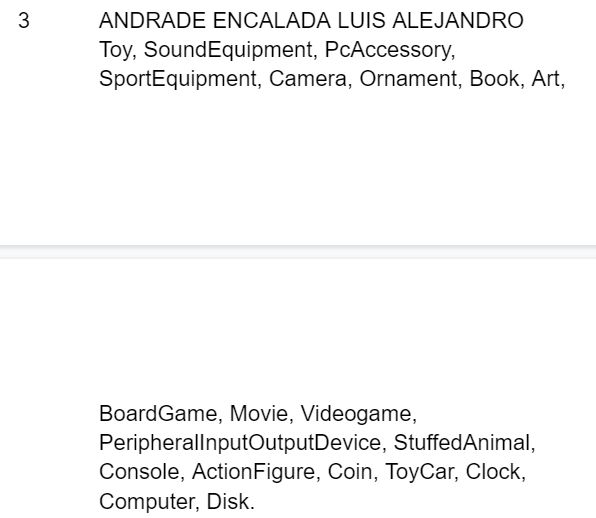 3 ANDRADE ENCALADA LUIS ALEJANDRO
Toy, SoundEquipment, PcAccessory,
SportEquipment, Camera, Ornament, Book, Art,
BoardGame, Movie, Videogame,
PeripheralInputOutputDevice, StuffedAnimal,
Console, ActionFigure, Coin, ToyCar, Clock,
Computer, Disk.